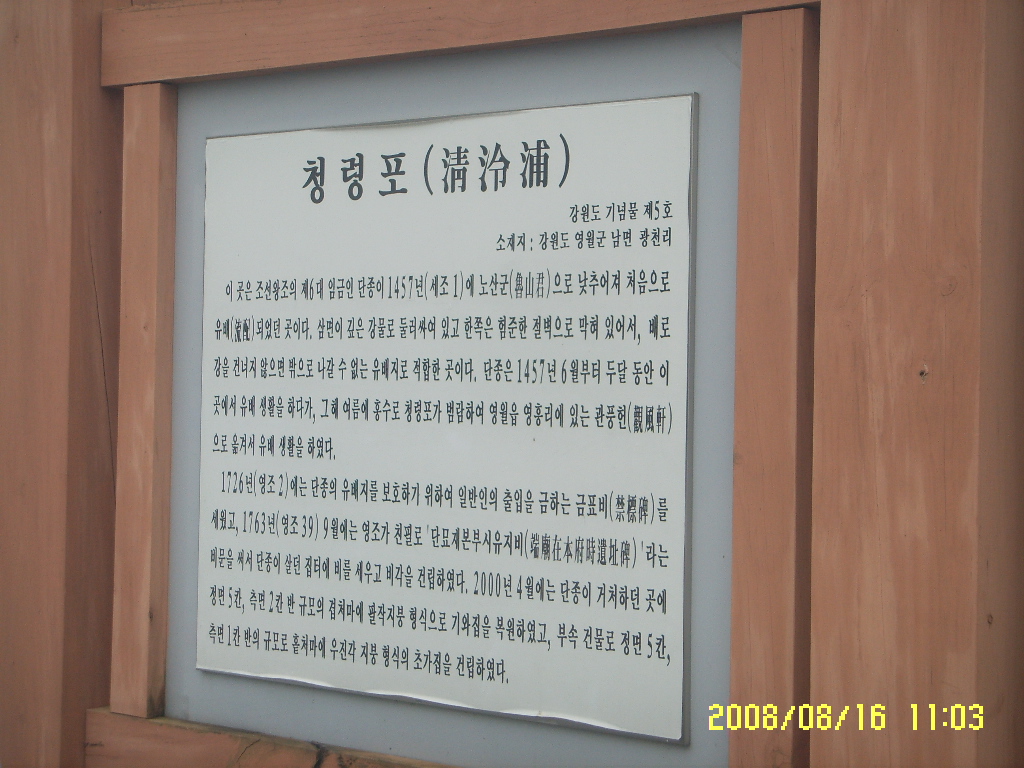 청령포(淸泠浦)
강원도 기념물 제5호
소재지 : 강원도 영월군 남면 광천리
이 곳은 조선왕조의 제6대 임금인 단종이 1457년(세조 1)에 노산군(魯山君)으로 낮추어져 처음으로
유배(流配)되었던 곳이다. 삼면이 깊은 강물로 둘러싸여 있고 한쪽은 험준한 절벽으로 막혀 있어서, 배로
강을 건너지 않으면 밖으로 나갈 수 없는 유배지로 적합한 곳이다. 단종은 1457년 6월부터 두달 동안 이
곳에서 유배 생활을 하다가, 그해 여름에 홍수로 청령포가 범람하여 영월읍 영흥리에 있는 관풍헌(觀風軒)
으로 옮겨서 유배 생활을 하였다.
1726년(영조 2)에는 단종의 유배지를 보호하기 위하여 일반인의 출입을 금하는 금표비(禁標碑)를
세웠고, 1763년(영조 39) 9월에는 영조가 친필로 '단묘재본부시유지비(端廟在本府時遺址碑)'라는
비문을 써서 단종이 살던 집터에 비를 세우고 비각을 건립하였다. 2000년 4월에는 단종이 거처하던 곳에
정면 5칸, 측면 2칸 반 규모의 겹처마에 팔작지붕 형식으로 기와집을 복원하였고, 부속 건물로 정면 5칸,
측면 1칸 반의 규모로 홑처마에 우진각 지붕 형식의 초가집을 건립하였다.
2008/08/16 11:03